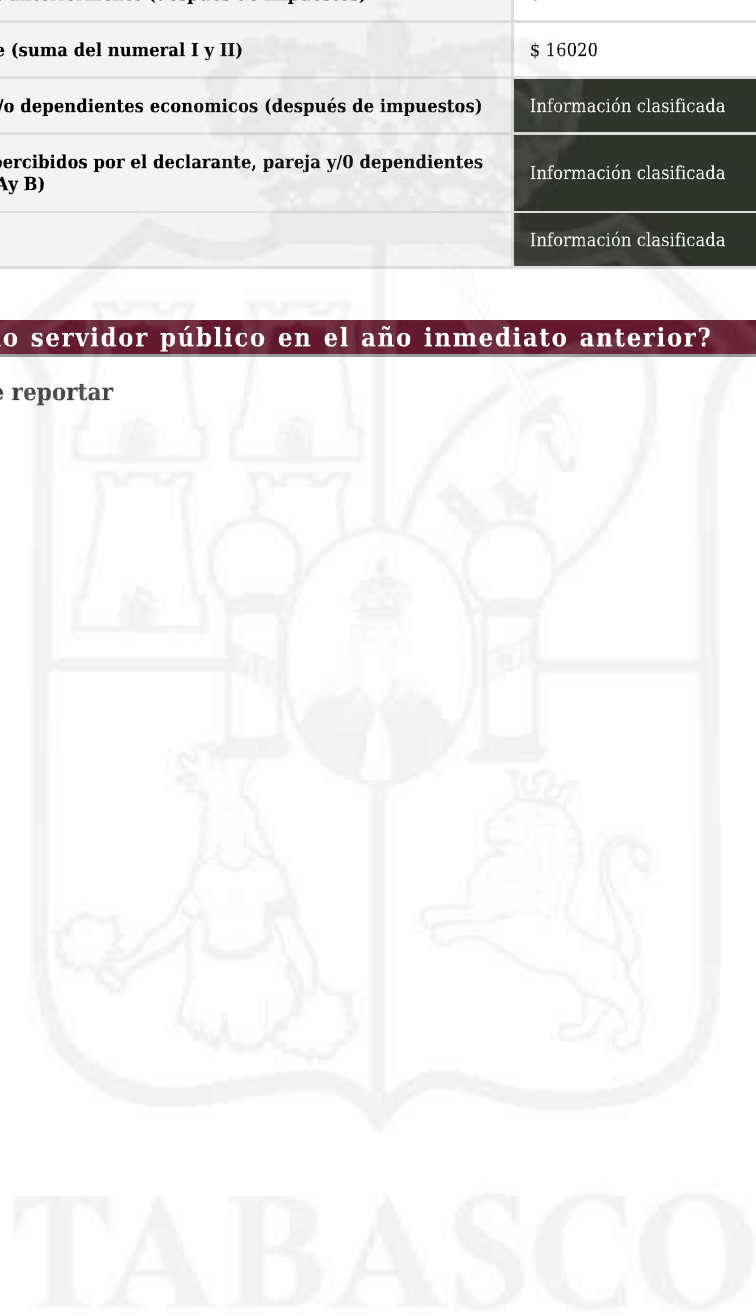 e (suma del numeral I y II)
$ 16020
/o dependientes economicos (después de impuestos)
Información clasificada
percibidos por el declarante, pareja y/0 dependientes
Ay B)
Información clasificada
Información clasificada
o servidor público en el año inmediato anterior?
e reportar
TABASCO